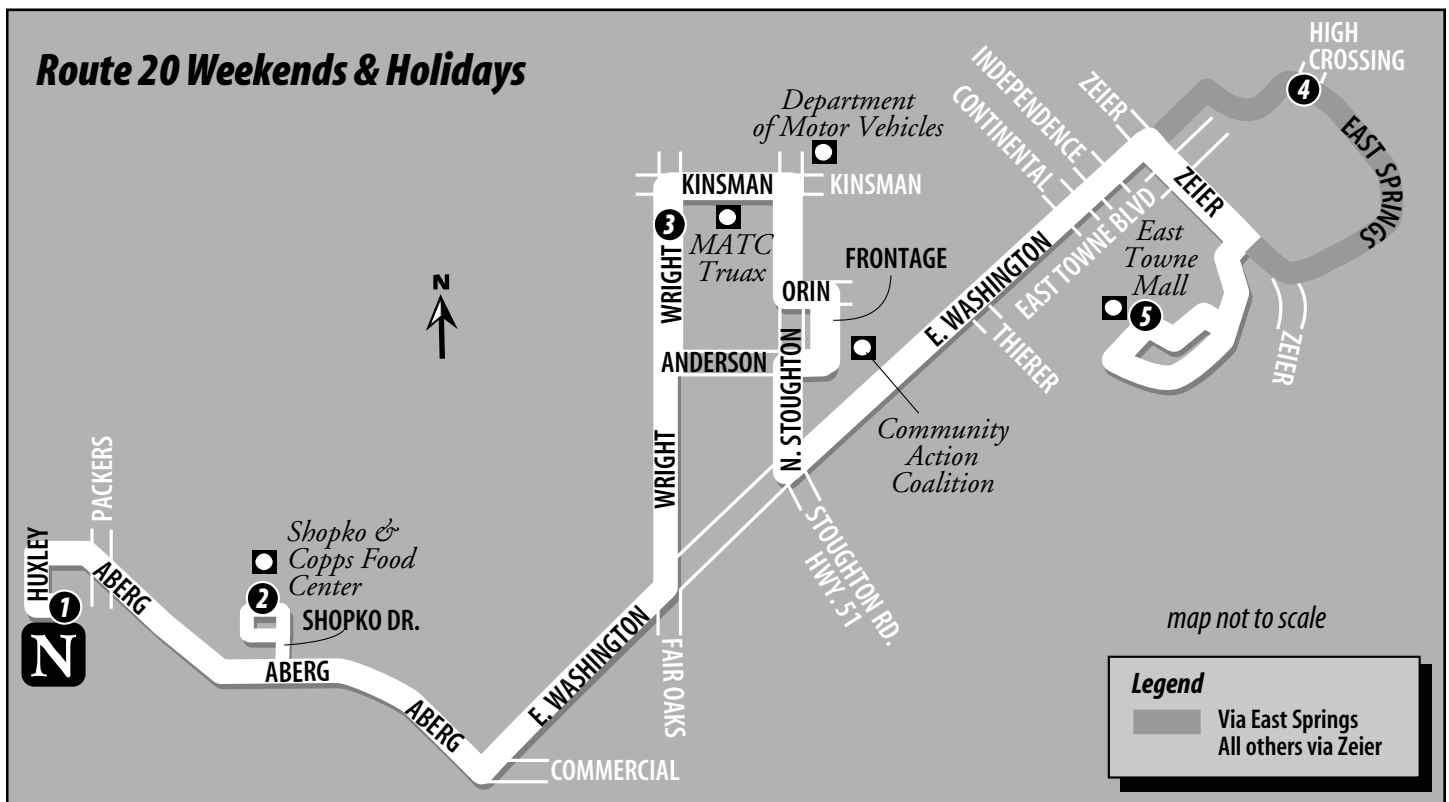 Route 20 Weekends & Holidays
HIGH
CROSSING
4
EAST SPRINGS
ZEIER
INDEPENDENCE
CONTINENTAL
Department
of Motor Vehicles
KINSMAN
KINSMAN
3
MATC
Truax
WRIGHT
ZEIER
EAST TOWNE BLVD
East
Towne
Mall
5
FRONTAGE
ORIN
N
E. WASHINGTON
THIERER
ZEIER
ANDERSON
N. STOUGHTON
Community
Action
Coalition
WRIGHT
PACKERS
HUXLEY
1
N
ABERG
Shopko &
Copps Food
Center
2
SHOPKO DR.
ABERG
ABERG
E. WASHINGTON
FAIR OAKS
STOUGHTON RD.
HWY. 51
COMMERCIAL
map not to scale
Legend
Via East Springs
All others via Zeier